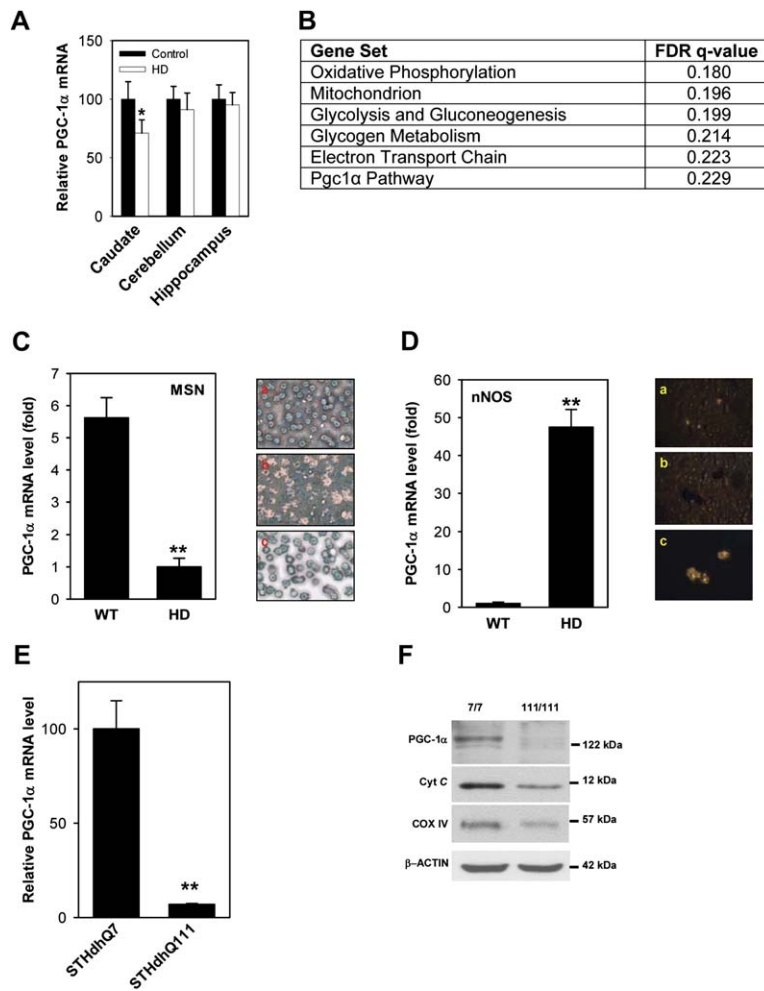 A
Relative PGC-1α mRNA
150
100
50
0
Control
HD
*
Caudate
Cerebellum
Hippocampus
B
Gene Set FDR q-value
Oxidative Phosphorylation 0.180
Mitochondrion 0.196
Glycolysis and Gluconeogenesis 0.199
Glycogen Metabolism 0.214
Electron Transport Chain 0.223
Pgc1α Pathway 0.229
C
PGC-1α mRNA level (fold)
7
6
5
4
3
2
1
0
MSN
**
WT HD
a
b
c
D
PGC-1α mRNA level (fold)
60
50
40
30
20
10
0
nNOS
**
WT HD
a
b
c
E
Relative PGC-1α mRNA level
100
50
0
**
STHdhQ7
STHdhQ111
F
7/7 111/111
PGC-1α 122 kDa
Cyt C 12 kDa
COX IV 57 kDa
β–ACTIN 42 kDa